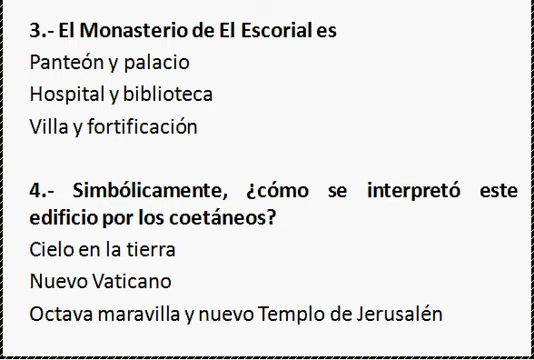 3.- El Monasterio de El Escorial es
Panteón y palacio
Hospital y biblioteca
Villa y fortificación
4.- Simbólicamente, ¿cómo se interpretó este
edificio por los coetáneos?
Cielo en la tierra
Nuevo Vaticano
Octava maravilla y nuevo Templo de Jerusalén